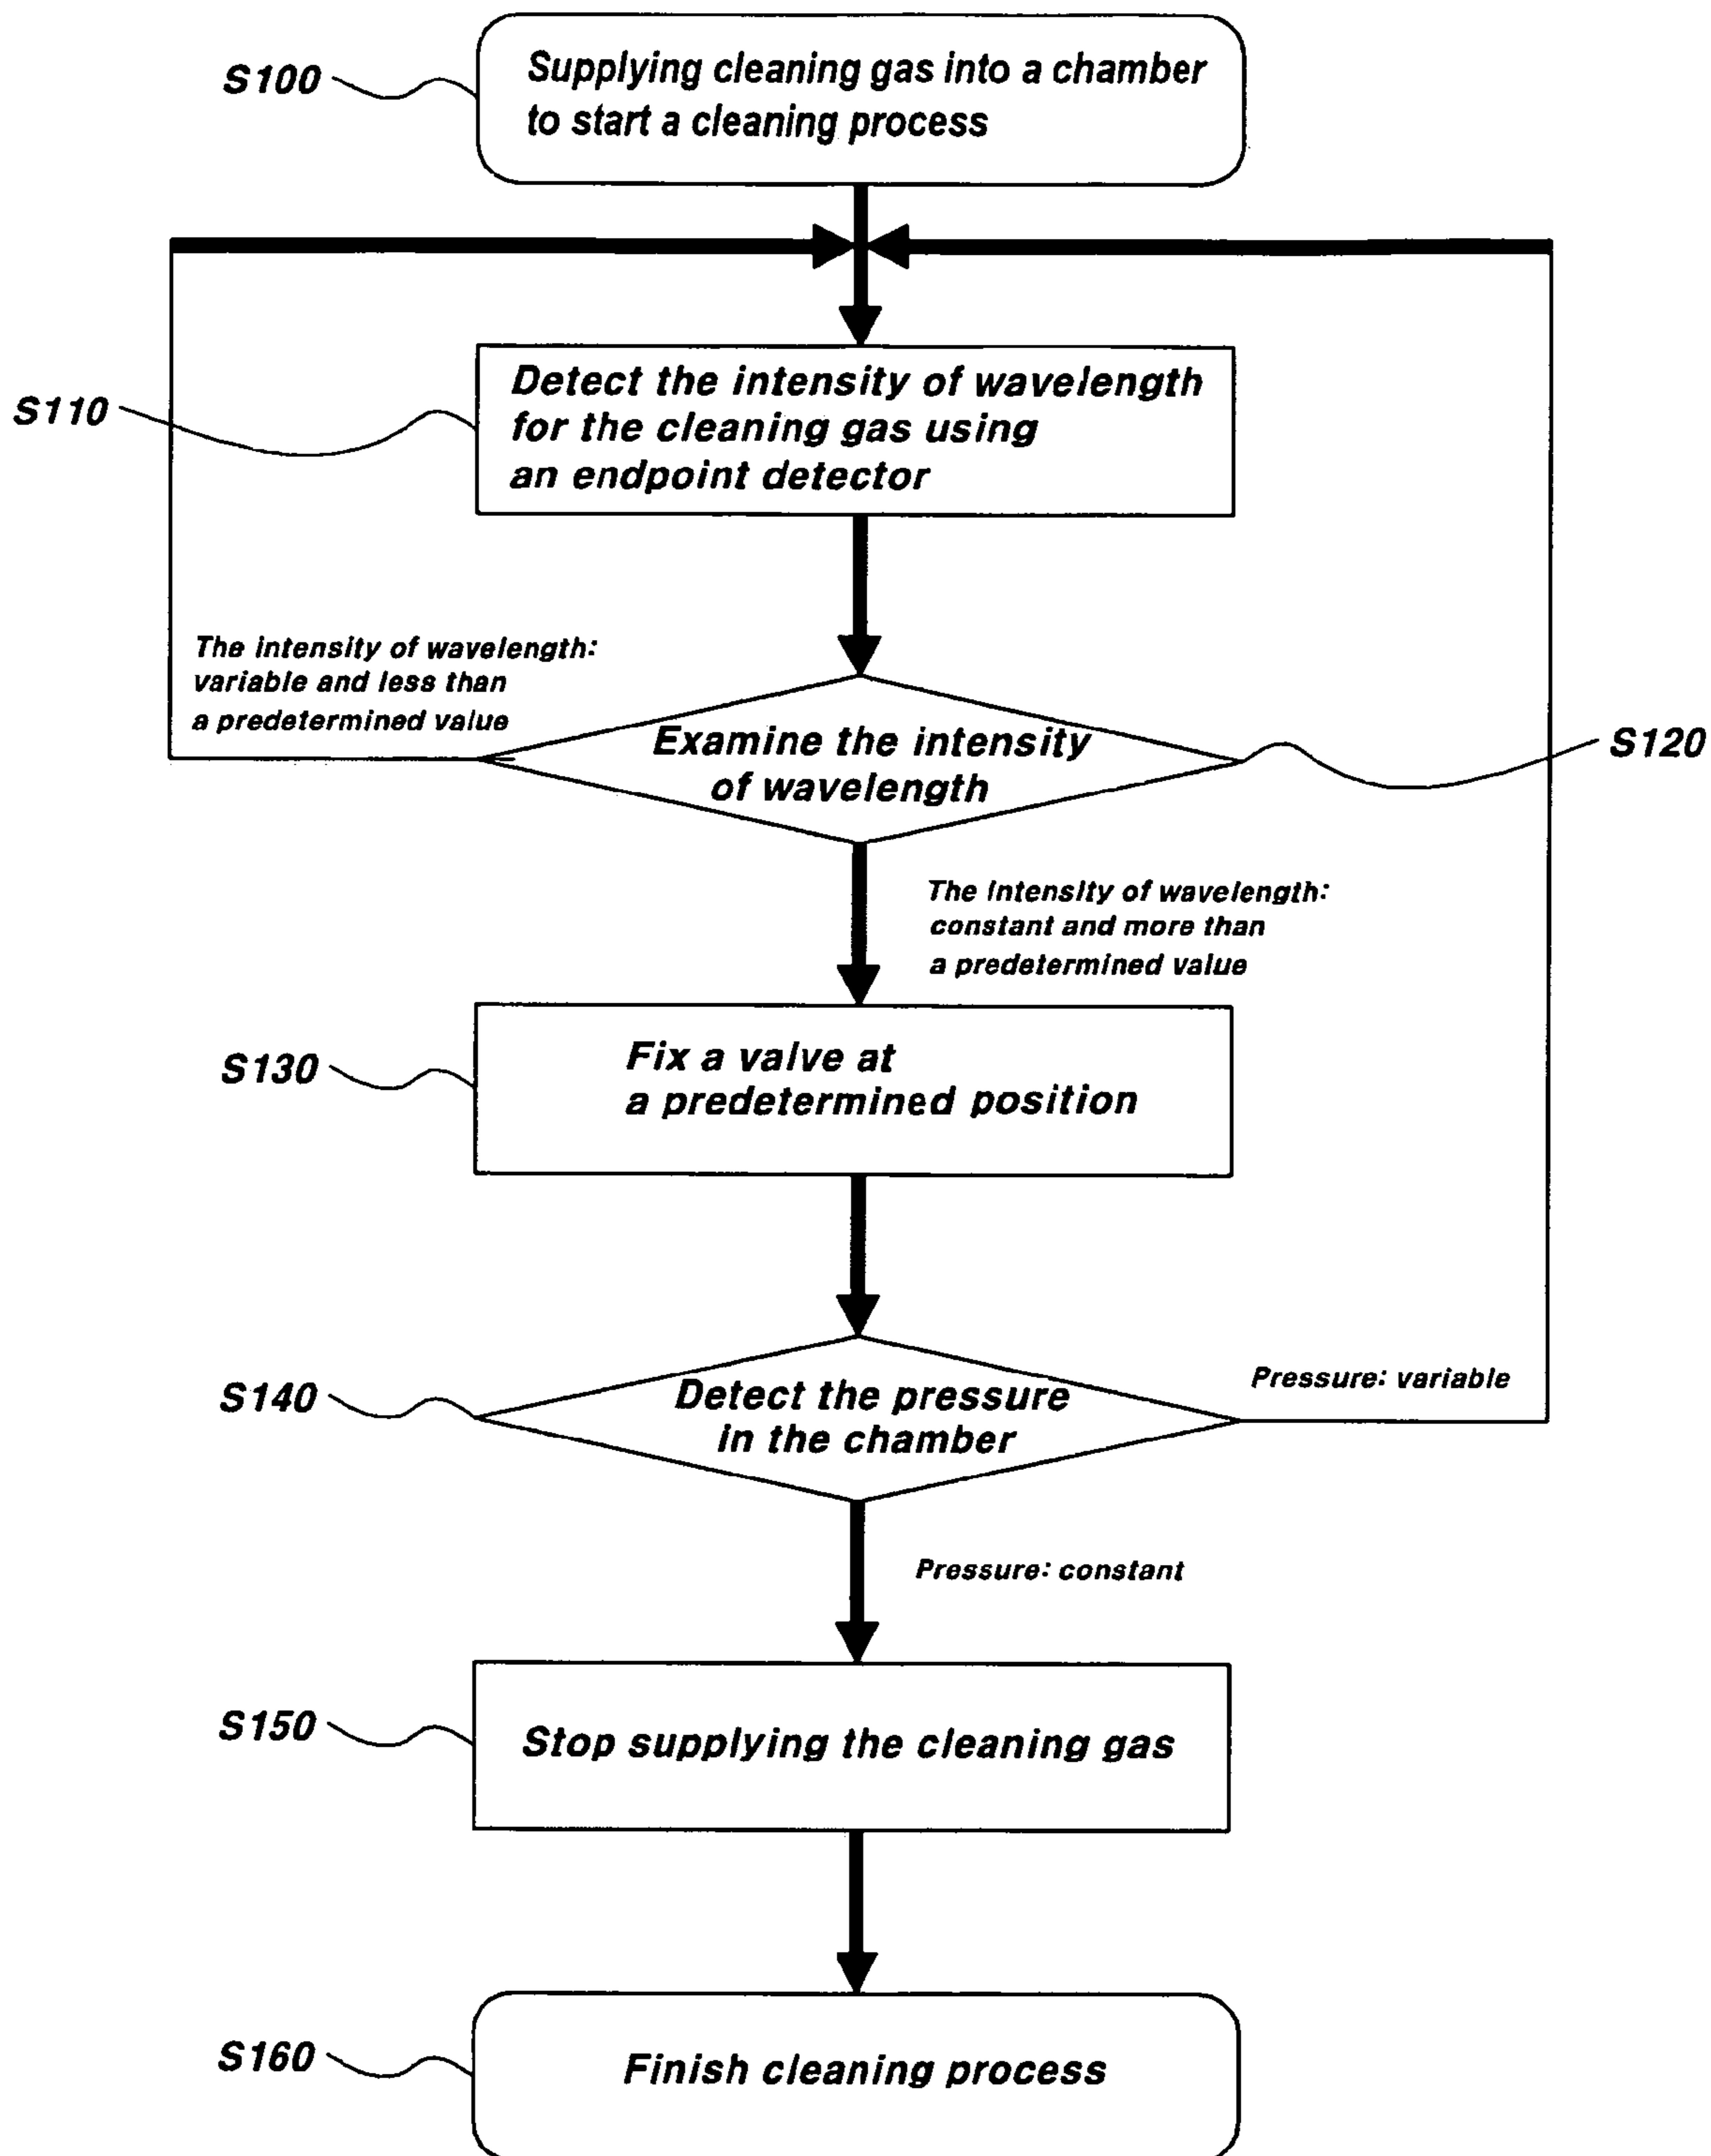 S100
Supplying cleaning gas into a chamber
to start a cleaning process
S110
Detect the intensity of wavelength
for the cleaning gas using
an endpoint detector
The intensity of wavelength:
variable and less than
a predetermined value
Examine the intensity
of wavelength
S120
The intensity of wavelength:
constant and more than
a predetermined value
S130
Fix a valve at
a predetermined position
S140
Detect the pressure
in the chamber
Pressure: variable
Pressure: constant
S150
Stop supplying the cleaning gas
S160
Finish cleaning process